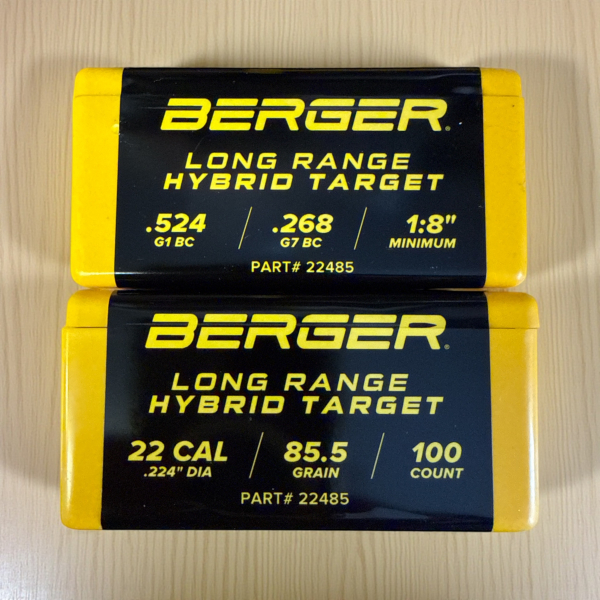 BERGER.
LONG RANGE
HYBRID TARGET
.524 / .268 / 1:8"
G1 BC G7 BC MINIMUM
PART# 22485
BERGER®
LONG RANGE
HYBRID TARGET
22 CAL / 85.5 / 100
.224" DIA GRAIN COUNT
PART# 22485